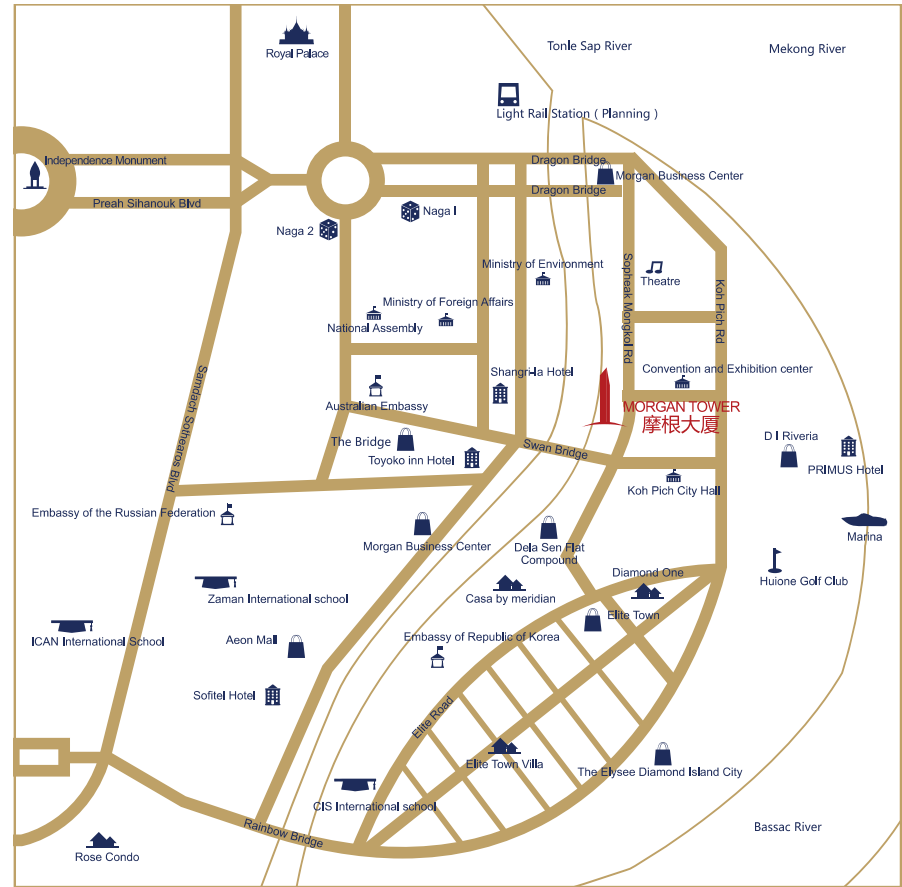 Royal Palace
Tonle Sap River
Mekong River
Light Rail Station ( Planning )
Independence Monument
Dragon Bridge
Morgan Business Center
Dragon Bridge
Preah Sihanouk Blvd
Naga 2
Naga I
Ministry of Environment
Sopheak Mongkol Rd
Theatre
Koh Pich Rd
Ministry of Foreign Affairs
National Assembly
Shangri-la Hotel
Convention and Exhibition center
Samdach Sothearos Blvd
Australian Embassy
MORGAN TOWER
摩根大厦
The Bridge
Toyoko inn Hotel
Swan Bridge
D I Riveria
PRIMUS Hotel
Koh Pich City Hall
Embassy of the Russian Federation
Morgan Business Center
Dela Sen Flat
Compound
Marina
Diamond One
Huione Golf Club
Zaman International school
Casa by meridian
Elite Town
ICAN International School
Aeon Mall
Embassy of Republic of Korea
Sofitel Hotel
Elite Road
Elite Town Villa
The Elysee Diamond Island City
CIS International school
Rainbow Bridge
Bassac River
Rose Condo